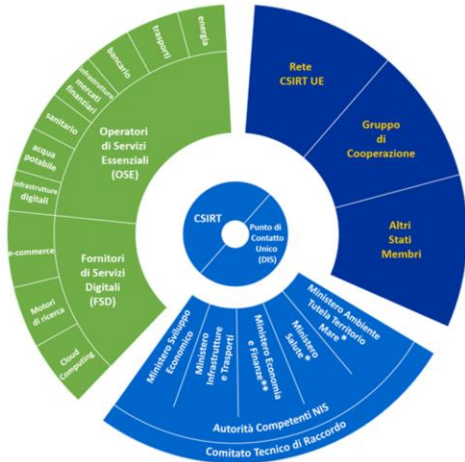 energia
trasporti
bancario
infrastrutture
mercati
finanziari
sanitario
acqua
potabile
Infrastrutture
digitali
e-commerce
Motori
di ricerca
Cloud
Computing
Operatori
di Servizi
Essenziali
(OSE)
Fornitori
di Servizi
Digitali
(FSD)
Rete
CSIRT UE
Gruppo
di
Cooperazione
Altri
Stati
Membri
CSIRT
Punto di
Contatto
Unico
(DIS)
Ministero Sviluppo
Economico
Ministero
Infrastrutture
e Trasporti
Ministero Economia
e Finanze**
Ministero
Salute*
Ministero Ambiente
Tutela Territorio
Mare*
Autorità Competenti NIS
Comitato Tecnico di Raccordo